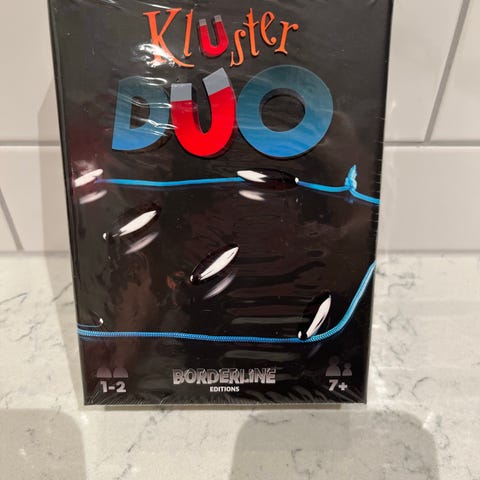 Kluster
DUO
BORDERLINE
EDITIONS
1-2
7+